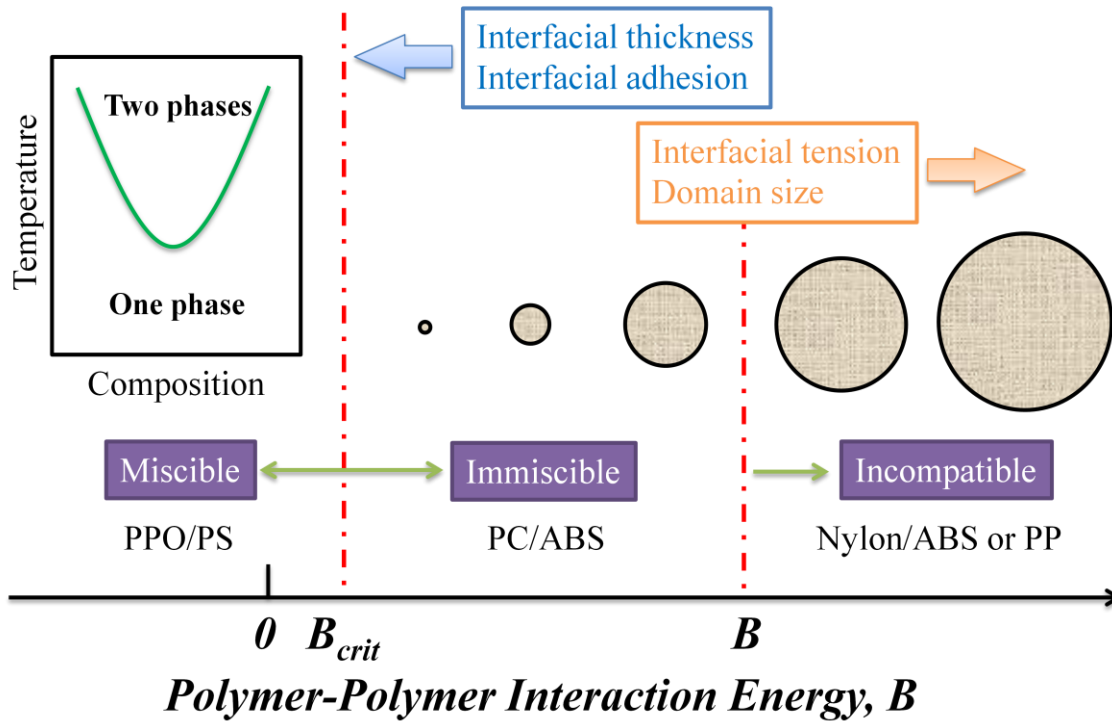 Interfacial thickness
Interfacial adhesion
Two phases
Interfacial tension
Domain size
Temperature
One phase
Composition
Miscible
Immiscible
Incompatible
PPO/PS
PC/ABS
Nylon/ABS or PP
0
B_crit
B
Polymer-Polymer Interaction Energy, B